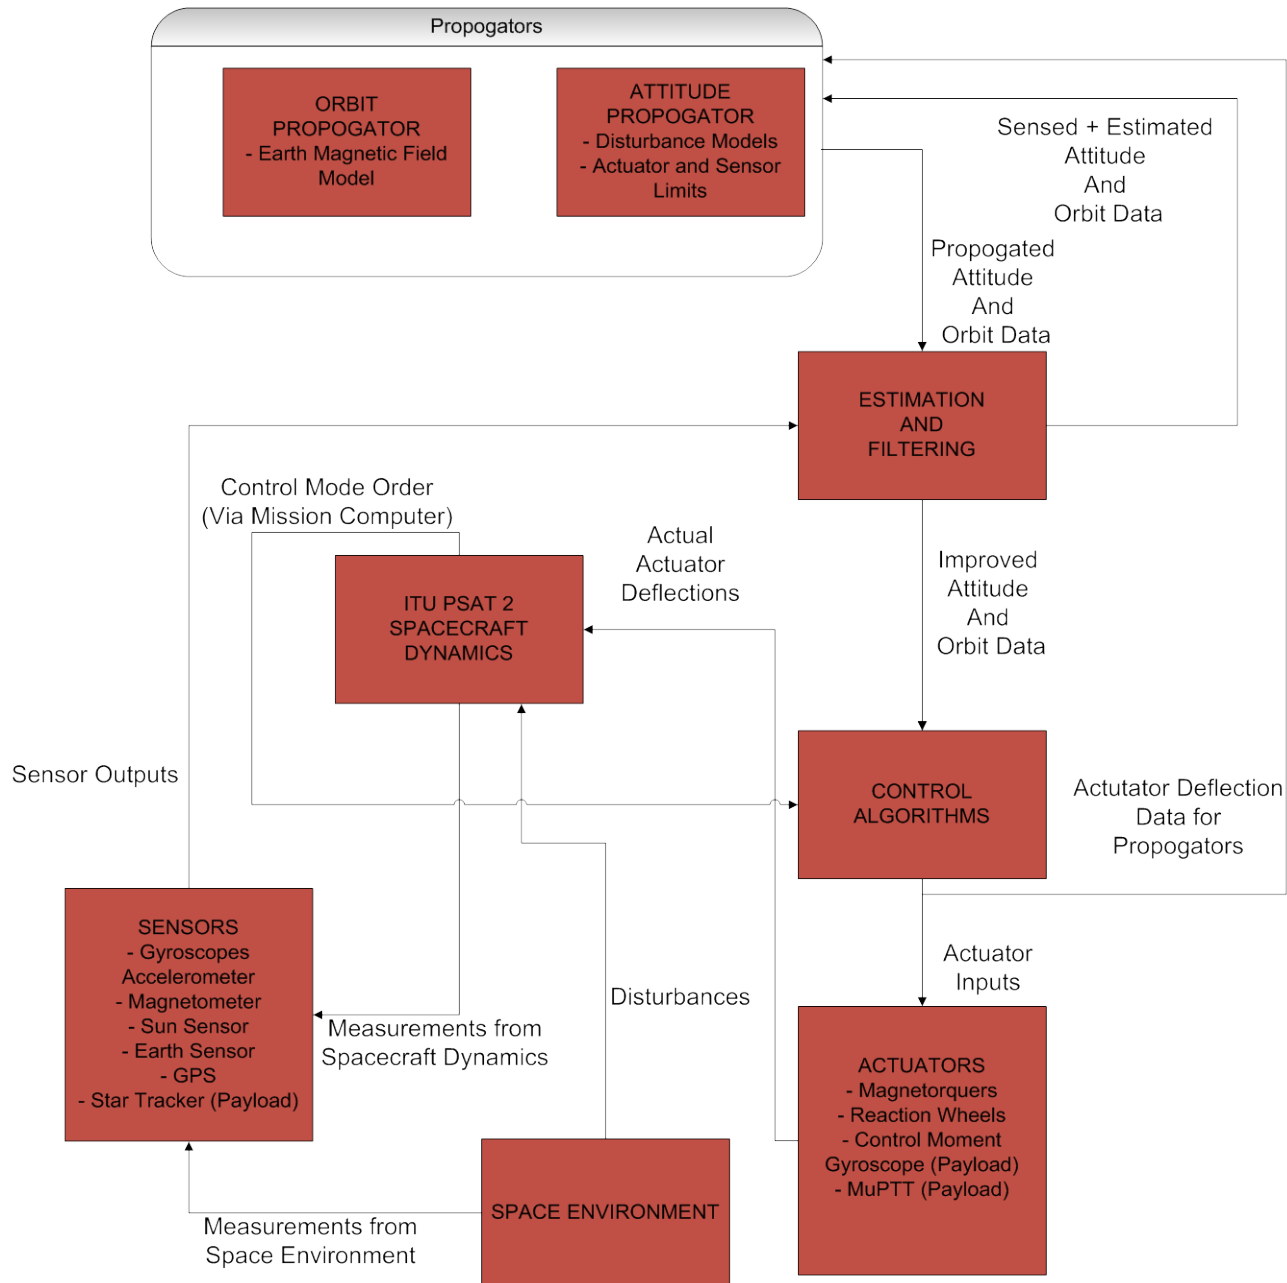 Propogators
ORBIT
PROPOGATOR
- Earth Magnetic Field
Model
ATTITUDE
PROPOGATOR
- Disturbance Models
- Actuator and Sensor
Limits
Sensed + Estimated
Attitude
And
Orbit Data
Propogated
Attitude
And
Orbit Data
ESTIMATION
AND
FILTERING
Control Mode Order
(Via Mission Computer)
Actual
Actuator
Deflections
Improved
Attitude
And
Orbit Data
ITU PSAT 2
SPACECRAFT
DYNAMICS
Sensor Outputs
CONTROL
ALGORITHMS
Actutator Deflection
Data for
Propogators
SENSORS
- Gyroscopes
Accelerometer
- Magnetometer
- Sun Sensor
- Earth Sensor
- GPS
- Star Tracker (Payload)
Actuator
Inputs
Disturbances
Measurements from
Spacecraft Dynamics
ACTUATORS
- Magnetorquers
- Reaction Wheels
- Control Moment
Gyroscope (Payload)
- MuPTT (Payload)
SPACE ENVIRONMENT
Measurements from
Space Environment